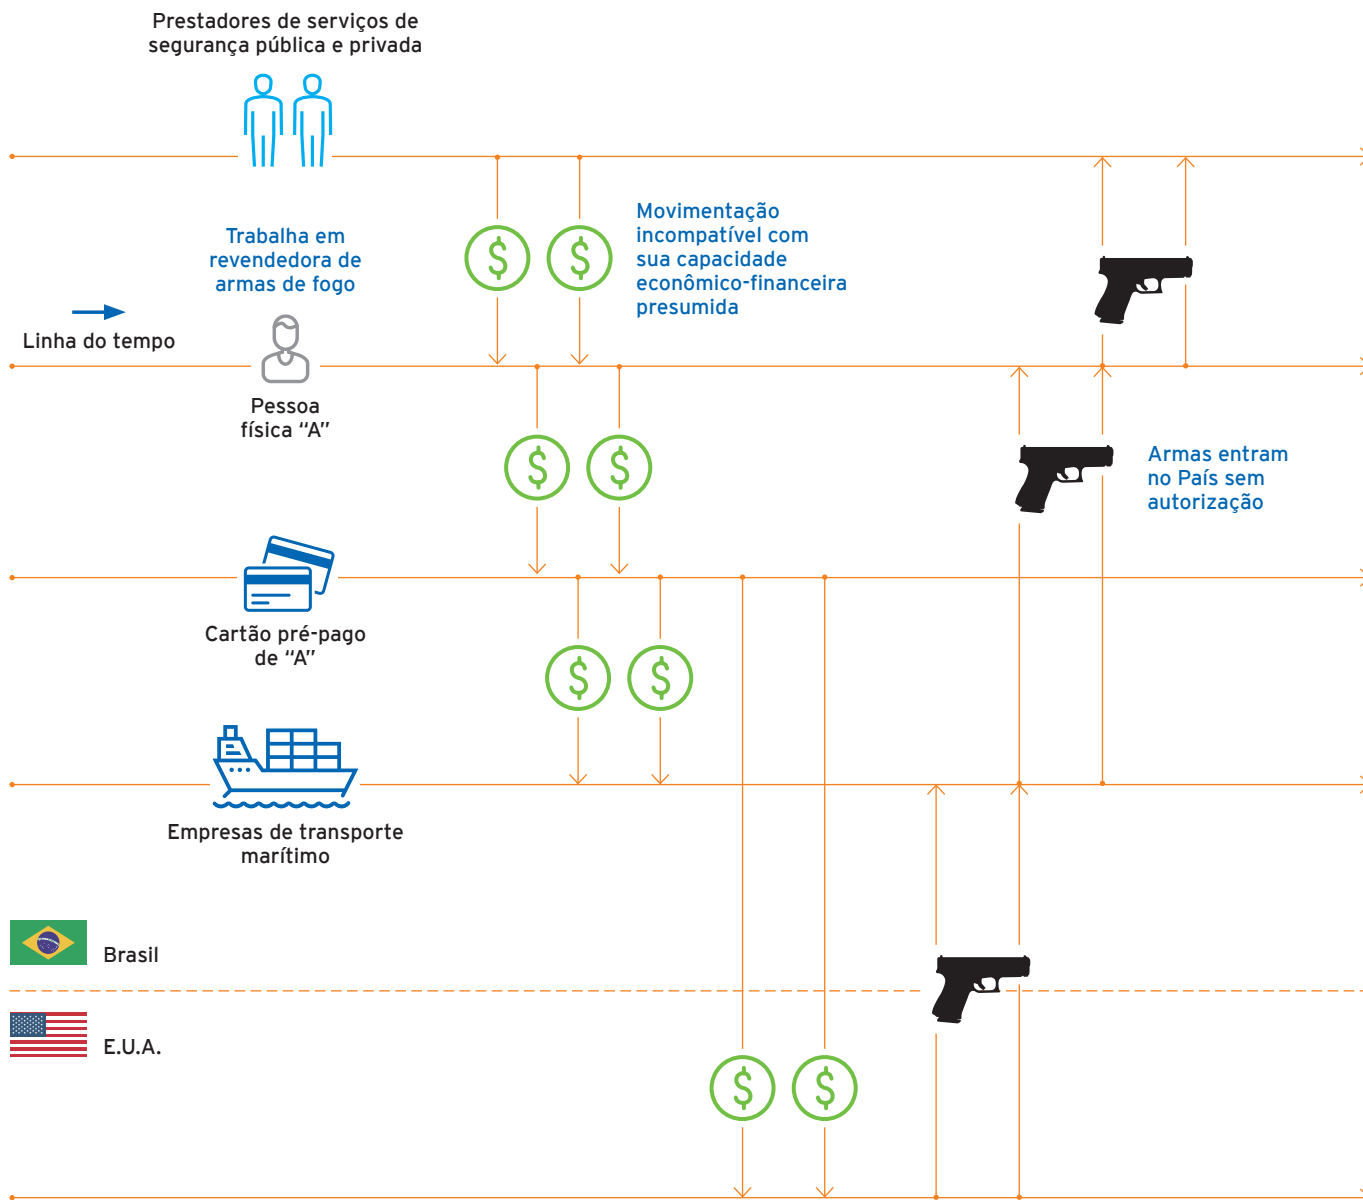 Prestadores de serviços de
segurança pública e privada
Trabalha em
revendedora de
armas de fogo
Movimentação
incompatível com
sua capacidade
econômico-financeira
presumida
Linha do tempo
Pessoa
física “A”
Armas entram
no País sem
autorização
Cartão pré-pago
de “A”
Empresas de transporte
marítimo
Brasil
E.U.A.
$
$
$
$
$
$
$
$